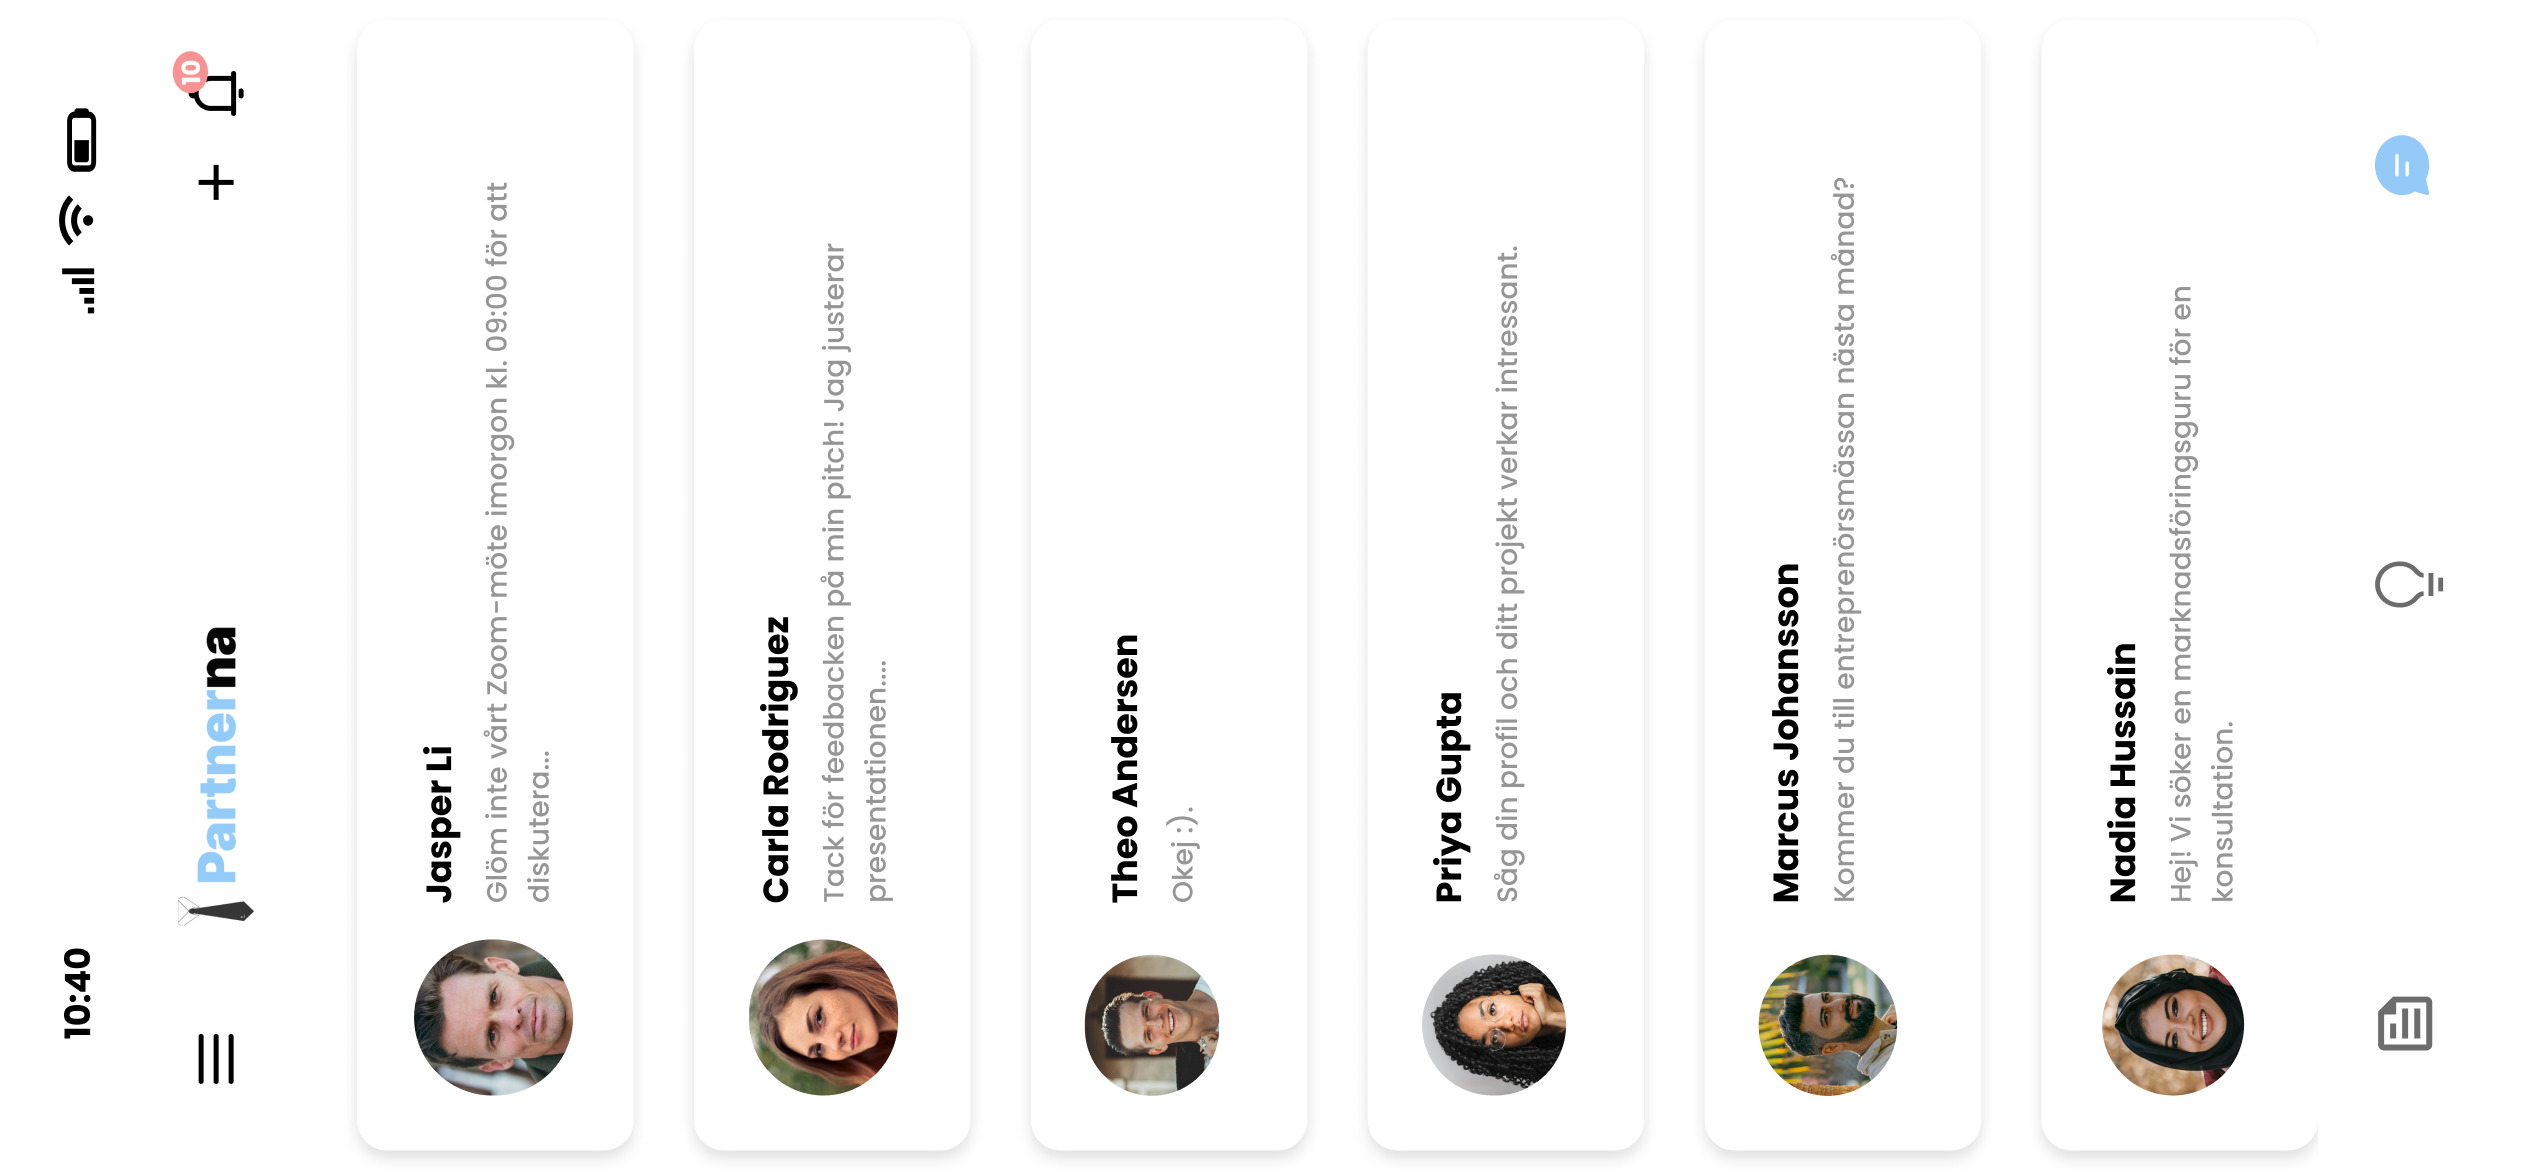 10:40
Partnerna
10
Jasper Li
Glöm inte vårt Zoom-möte imorgon kl. 09:00 för att
diskutera...
Carla Rodriguez
Tack för feedbacken på min pitch! Jag justerar
presentationen...
Theo Andersen
Okej :).
Priya Gupta
Såg din profil och ditt projekt verkar intressant.
Marcus Johansson
Kommer du till entreprenörsmässan nästa månad?
Nadia Hussain
Hej! Vi söker en marknadsföringsguru för en
konsultation.